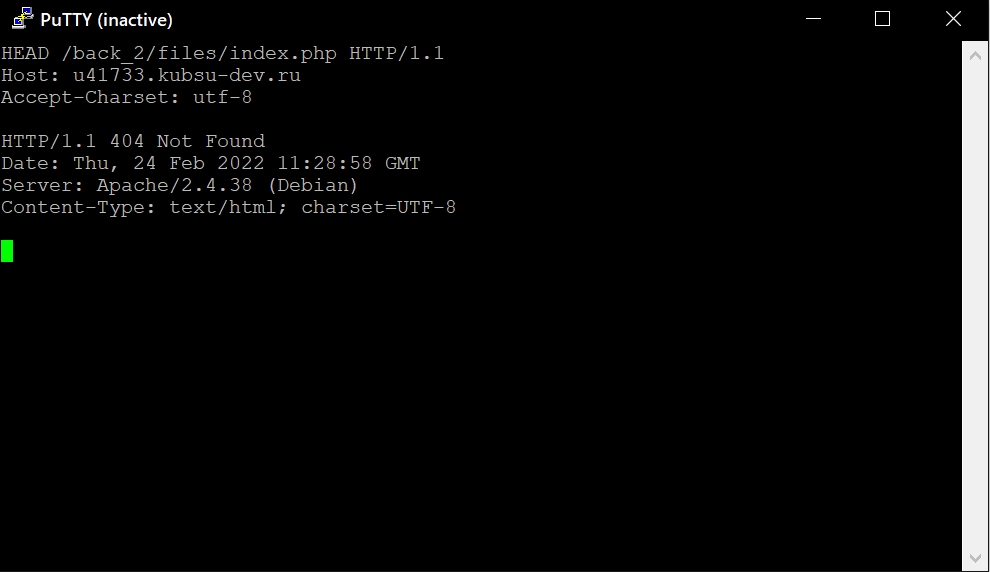 PuTTY (inactive)
HEAD /back_2/files/index.php HTTP/1.1
Host: u41733.kubsu-dev.ru
Accept-Charset: utf-8
HTTP/1.1 404 Not Found
Date: Thu, 24 Feb 2022 11:28:58 GMT
Server: Apache/2.4.38 (Debian)
Content-Type: text/html; charset=UTF-8